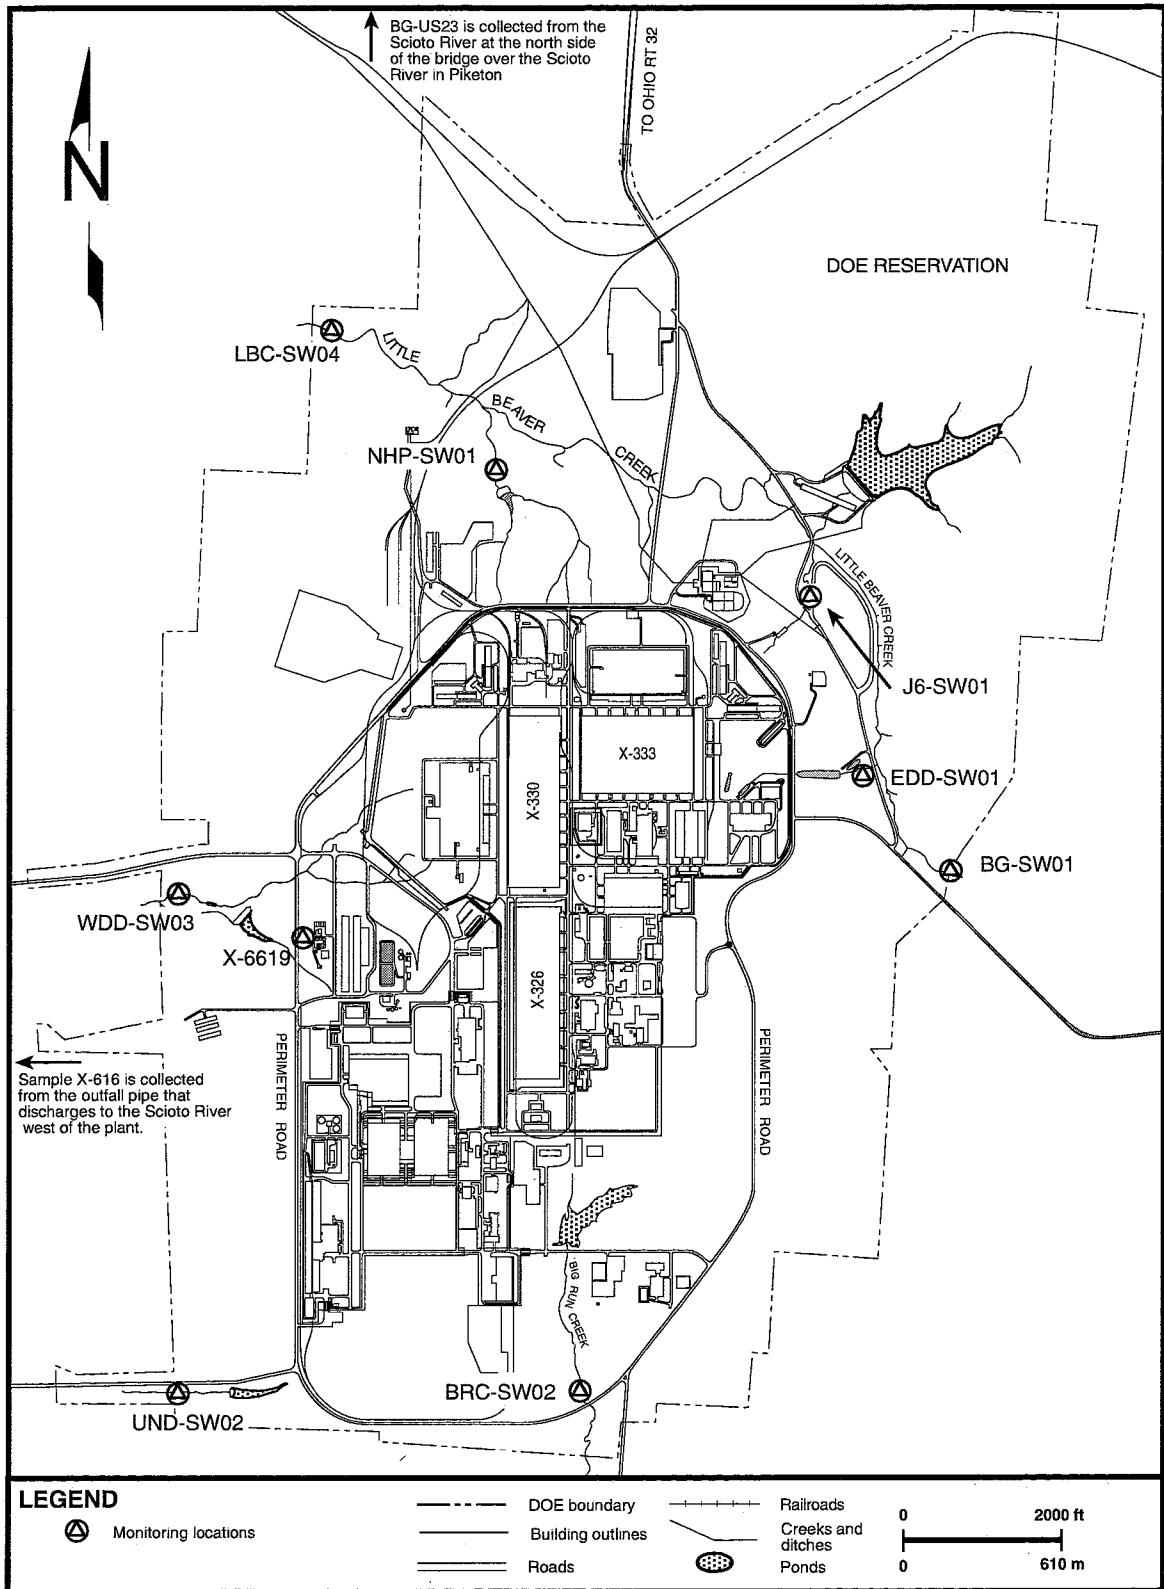 BG-US23 is collected from the
Scioto River at the north side
of the bridge over the Scioto
River in Piketon
TO OHIO RT 32
N
DOE RESERVATION
LBC-SW04
LITTLE
BEAVER
CREEK
NHP-SW01
LITTLE BEAVER CREEK
J6-SW01
X-333
X-330
EDD-SW01
BG-SW01
WDD-SW03
X-6619
X-326
PERIMETER ROAD
PERIMETER ROAD
Sample X-616 is collected
from the outfall pipe that
discharges to the Scioto River
west of the plant.
BIG RUN CREEK
BRC-SW02
UND-SW02
LEGEND
Monitoring locations
DOE boundary
Building outlines
Roads
Railroads
Creeks and
ditches
Ponds
0 2000 ft
0 610 m